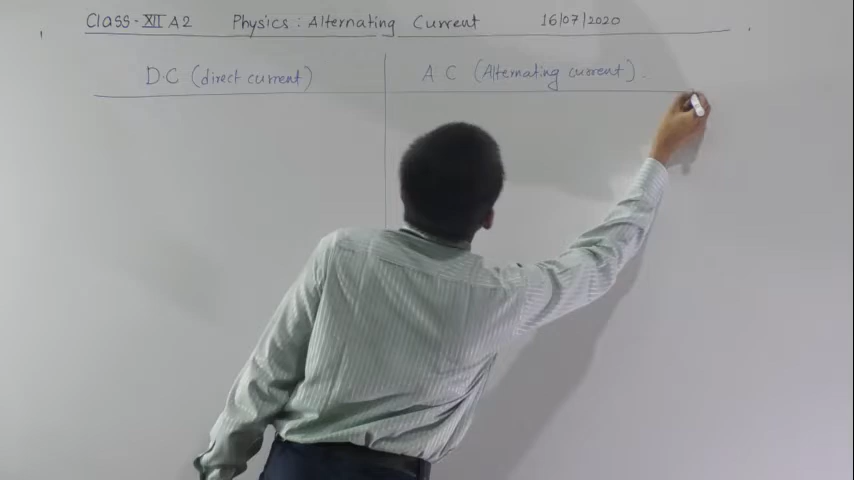 Class - XII A2 Physics : Alternating Current 16/07/2020
D.C (direct current) A.C (Alternating current).